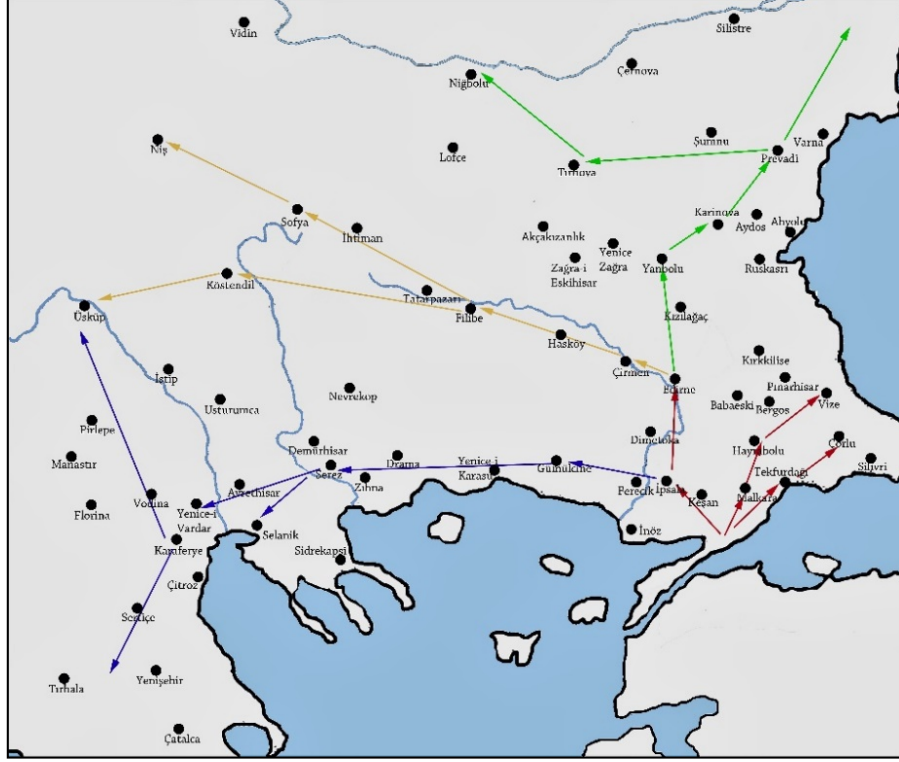 Vidin
Silistre
Çernova
Niğbolu
Niş
Lofçe
Şumnu
Varna
Prevadi
Tırnova
Sofya
İhtiman
Akçakızanlık
Karinova
Aydos
Ahyolu
Yenice
Zağra
Zağra-i
Eskihisar
Yanbolu
Ruskasrı
Köstendil
Tatarpazarı
Filibe
Üsküp
Kızılağaç
Hasköy
Kırkkilise
Çirmen
İştip
Edirne
Pınarhisar
Nevrekop
Usturumca
Babaeski
Bergos
Vize
Pirlepe
Dimetoka
Demürhisar
Hayrabolu
Çorlu
Manastır
Serez
Drama
Yenice-i
Karasu
Gümülcine
Tekfurdağı
Silivri
Zıhna
Avrethisar
Ferecik
İpsala
Keşan
Malkara
Florina
Vodina
Yenice-i
Vardar
Selanik
İnöz
Karaferye
Sidrekapsi
Çitroz
Serfiçe
Tırhala
Yenişehir
Çatalca